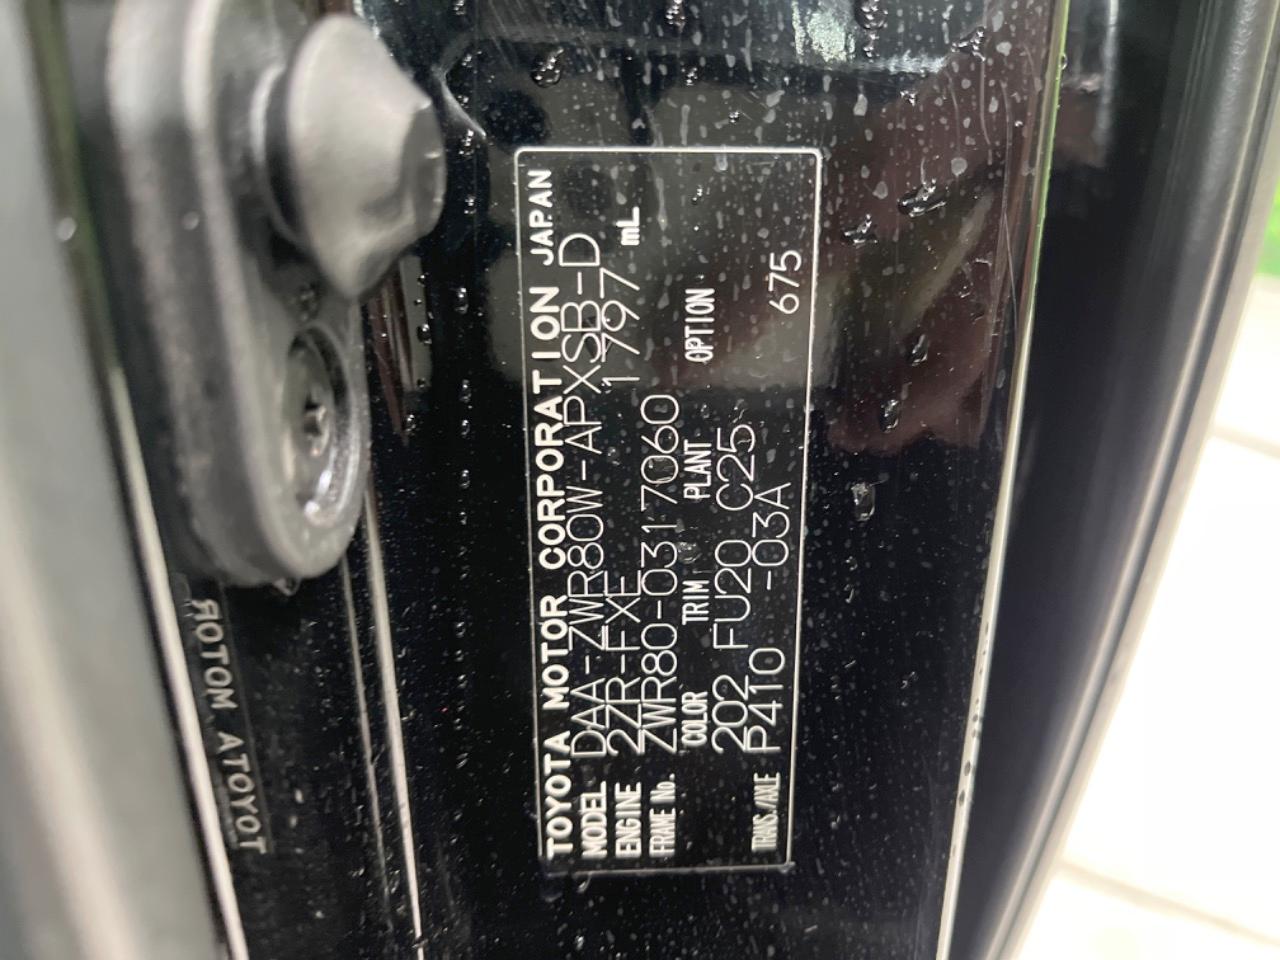 TOYOTA MOTOR CORPORATION JAPAN
MODEL DAA-ZWR80W-APXSB-D
ENGINE 2ZR-FXE 1797 mL
FRAME No. ZWR80-0317060
COLOR TRIM PLANT OPTION
202 FU20 C25
TRANS./AXLE P410 -03A 675
TOYOTA MOTOR